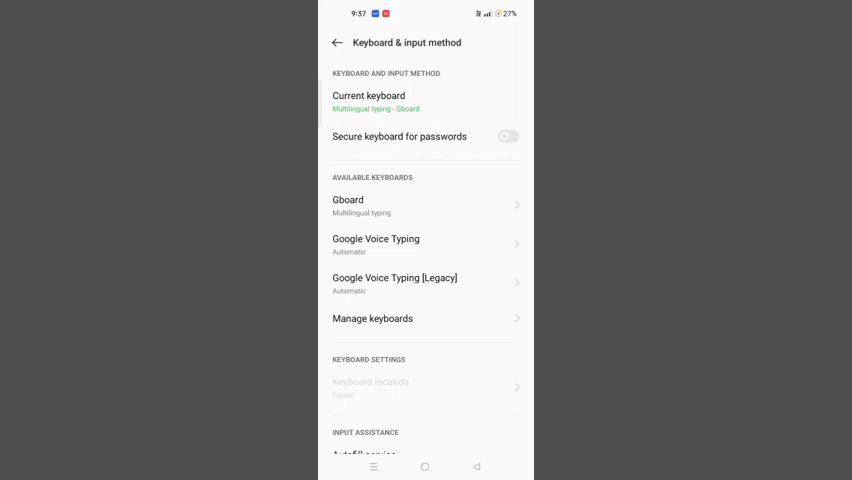 9:37
27%
Keyboard & input method
KEYBOARD AND INPUT METHOD
Current keyboard
Multilingual typing - Gboard
Secure keyboard for passwords
AVAILABLE KEYBOARDS
Gboard
Multilingual typing
Google Voice Typing
Automatic
Google Voice Typing [Legacy]
Automatic
Manage keyboards
KEYBOARD SETTINGS
Keyboard location
Raised
INPUT ASSISTANCE
Autofill service